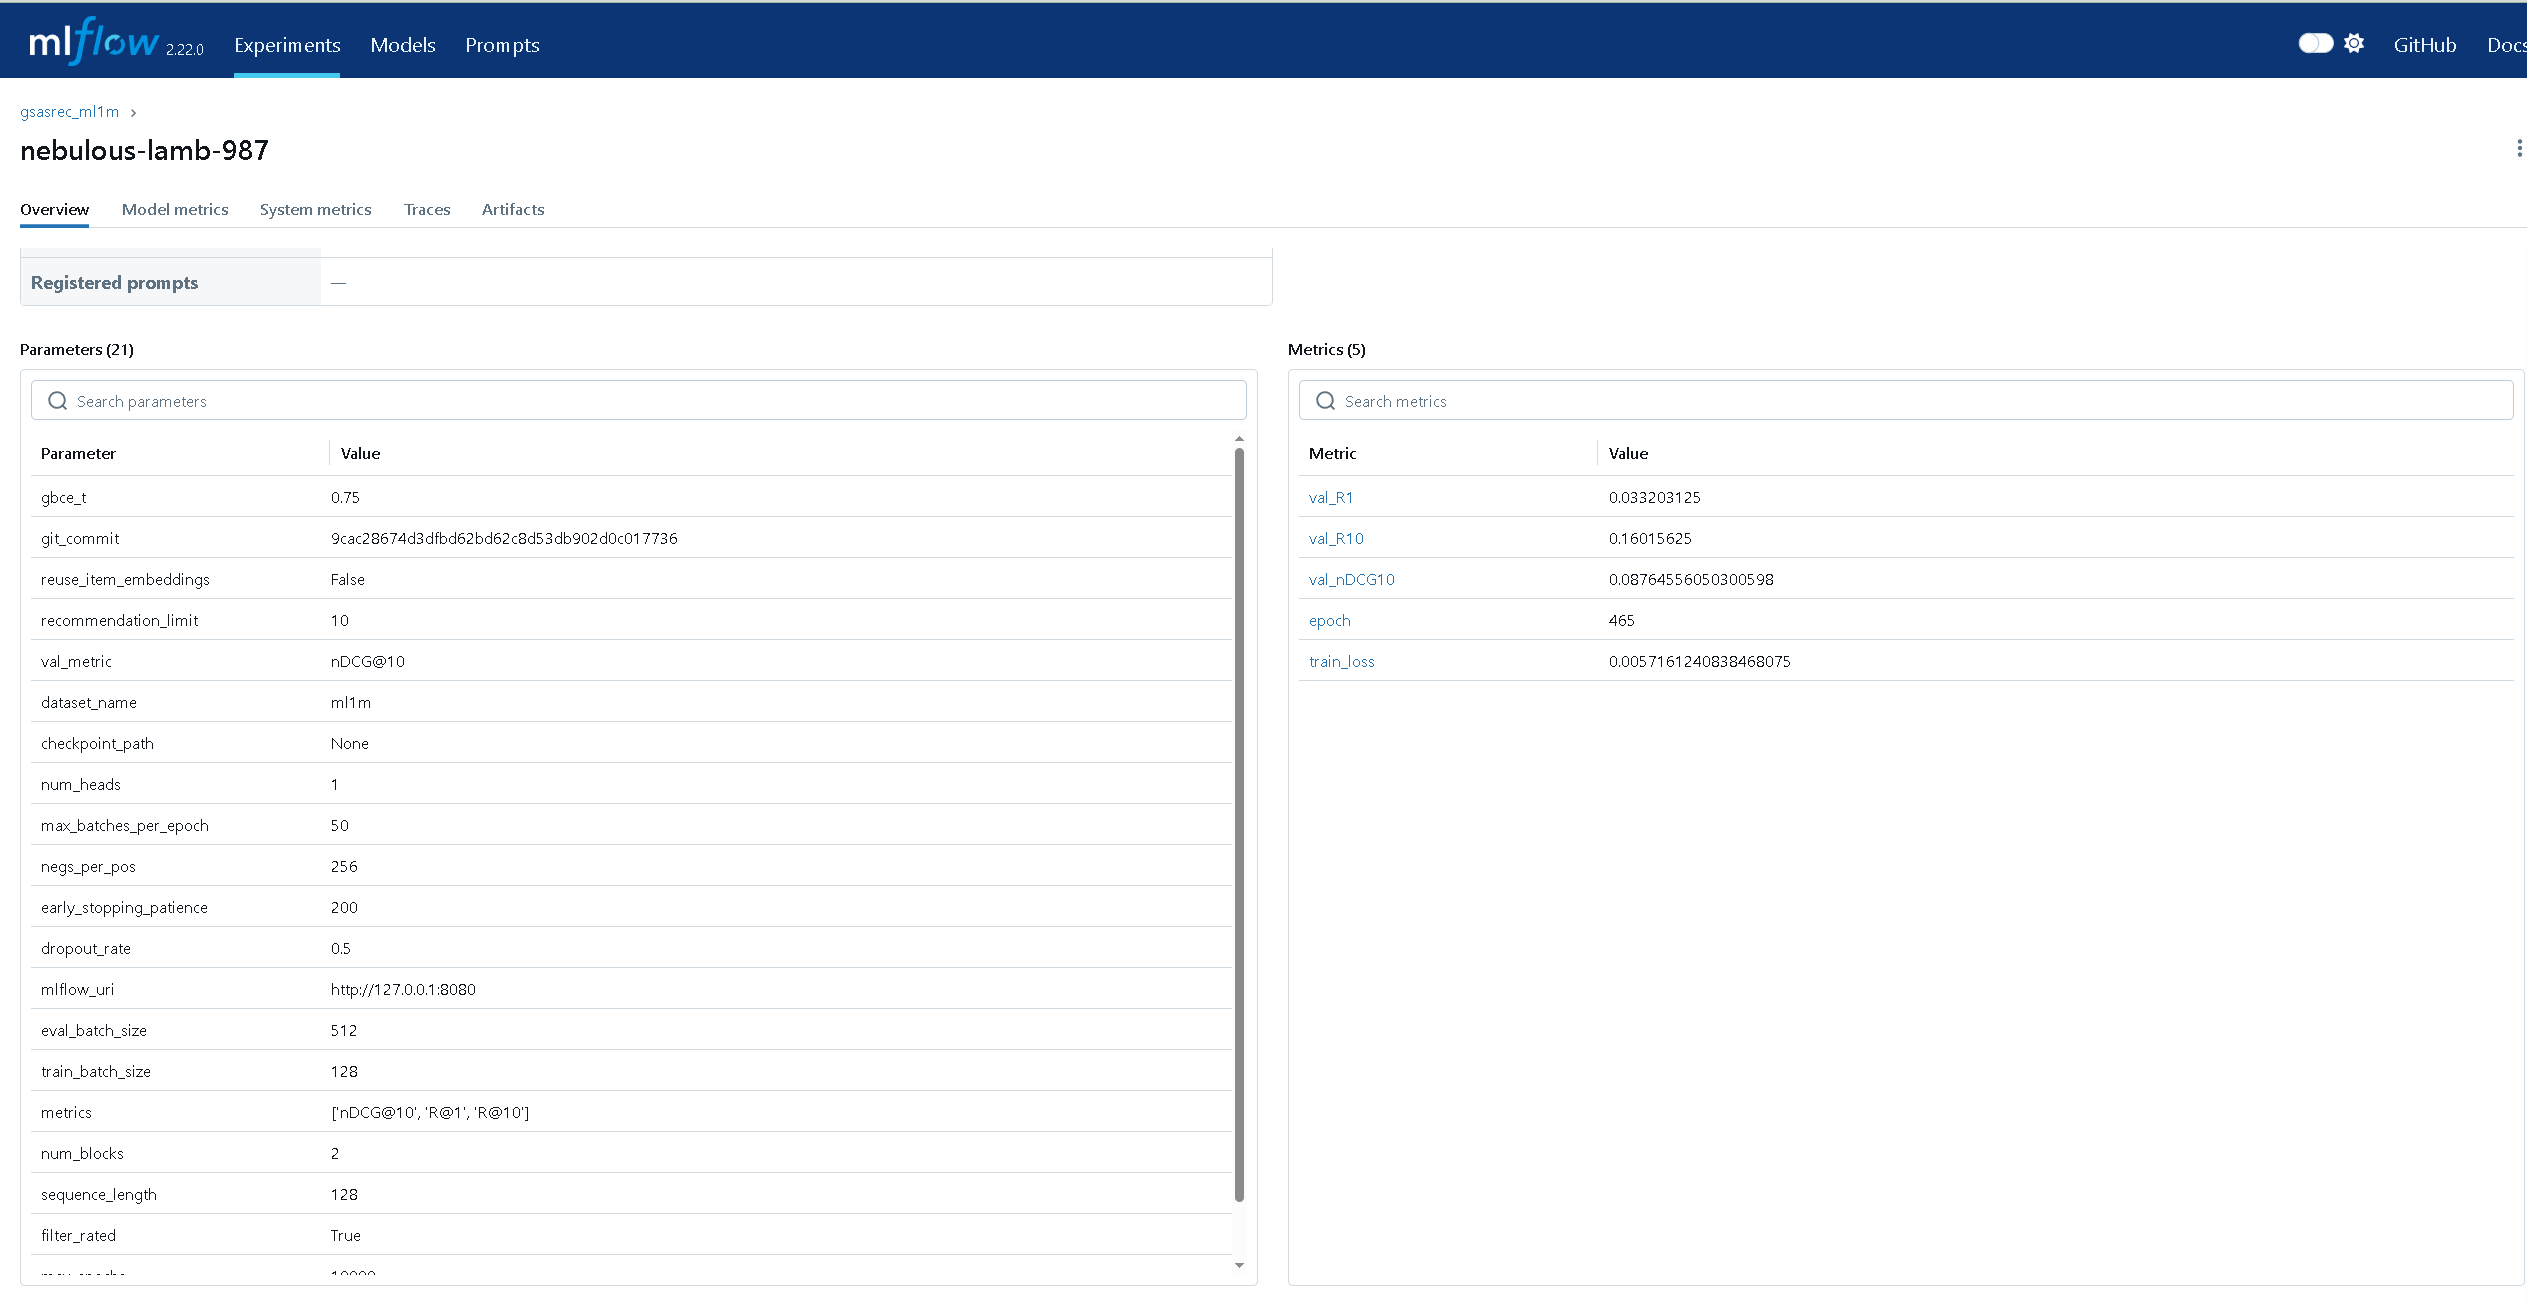 mlflow 2.22.0 Experiments Models Prompts GitHub Docs
gsasrec_ml1m
nebulous-lamb-987
Overview Model metrics System metrics Traces Artifacts
Registered prompts —
Parameters (21)
Search parameters
Parameter Value
gbce_t 0.75
git_commit 9cac28674d3dfbd62bd62c8d53db902d0c017736
reuse_item_embeddings False
recommendation_limit 10
val_metric nDCG@10
dataset_name ml1m
checkpoint_path None
num_heads 1
max_batches_per_epoch 50
negs_per_pos 256
early_stopping_patience 200
dropout_rate 0.5
mlflow_uri http://127.0.0.1:8080
eval_batch_size 512
train_batch_size 128
metrics ['nDCG@10', 'R@1', 'R@10']
num_blocks 2
sequence_length 128
filter_rated True
Metrics (5)
Search metrics
Metric Value
val_R1 0.033203125
val_R10 0.16015625
val_nDCG10 0.08764556050300598
epoch 465
train_loss 0.0057161240838468075